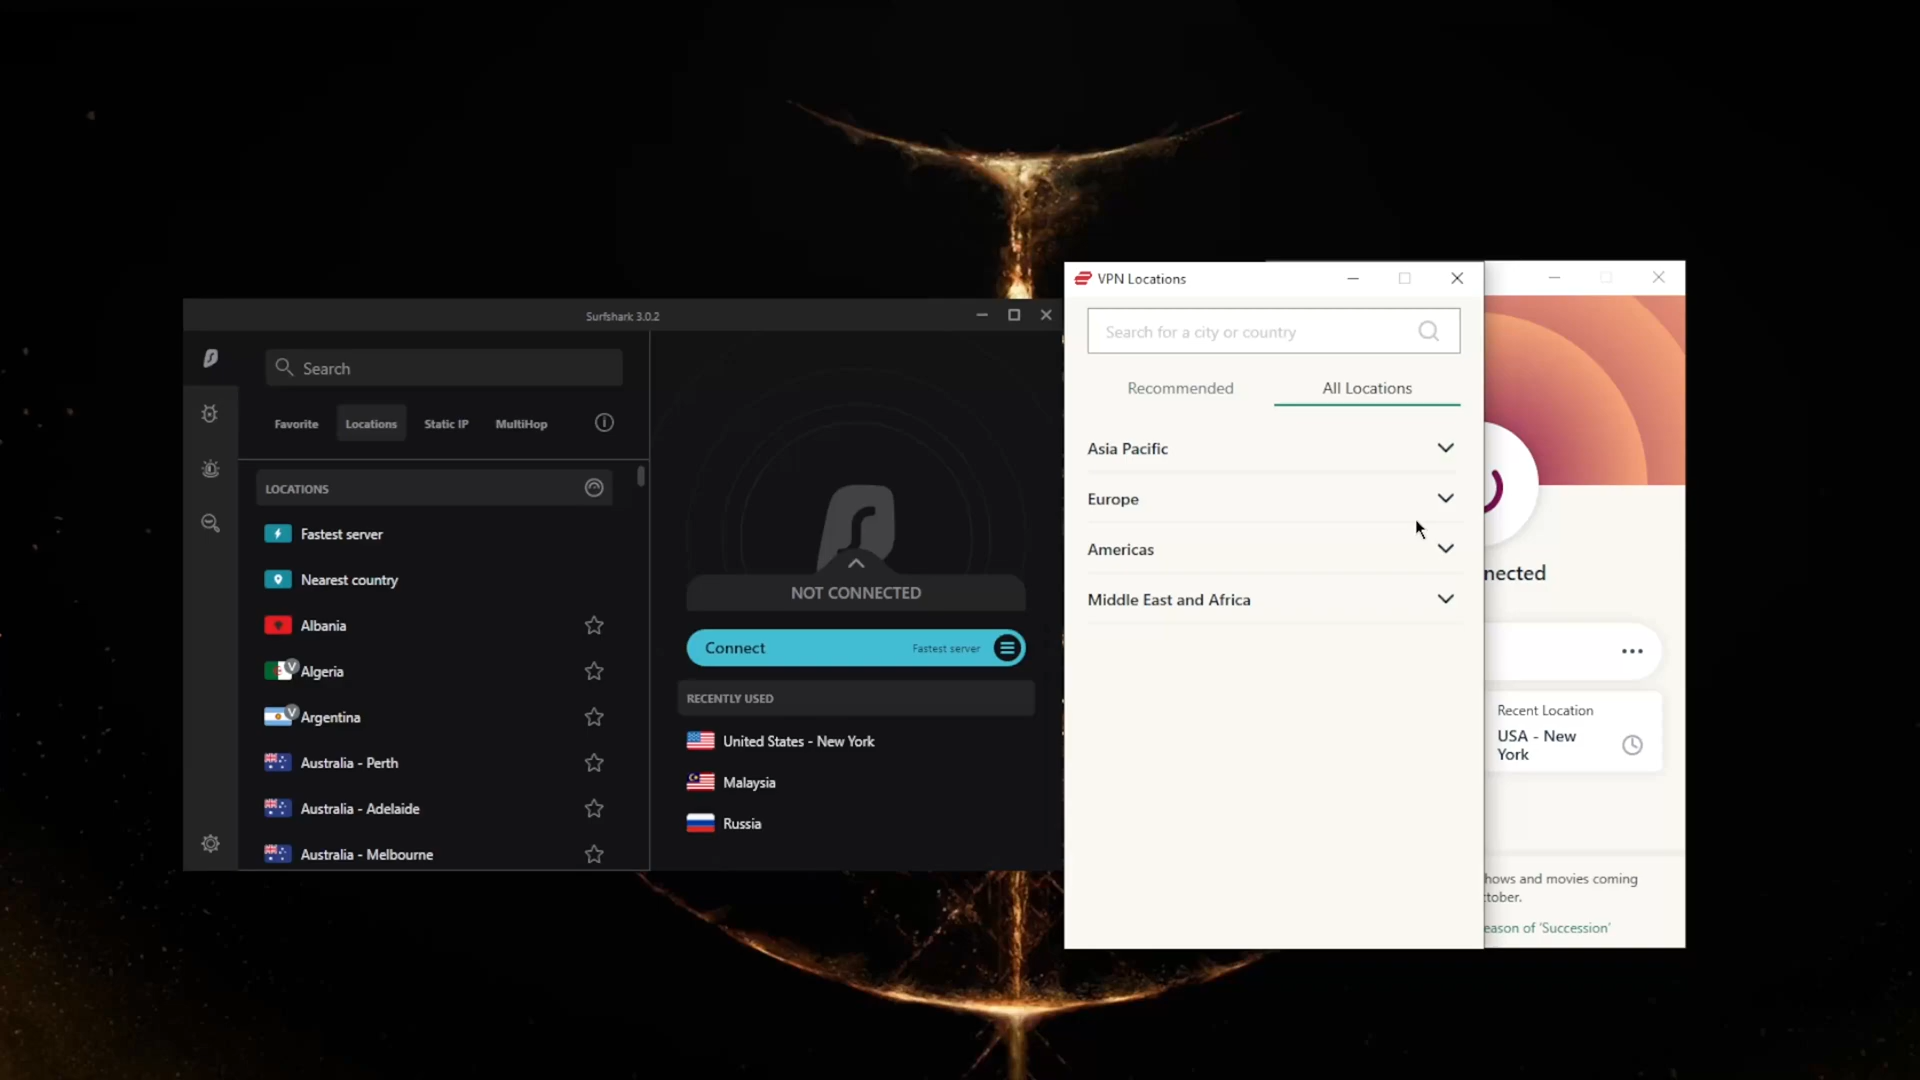 Surfshark 3.0.2
Search
Favorite
Locations
Static IP
MultiHop
LOCATIONS
Fastest server
Nearest country
Albania
V
Algeria
V
Argentina
Australia - Perth
Australia - Adelaide
Australia - Melbourne
NOT CONNECTED
Connect
Fastest server
RECENTLY USED
United States - New York
Malaysia
Russia
VPN Locations
Search for a city or country
Recommended
All Locations
Asia Pacific
Europe
Americas
Middle East and Africa
nected
Recent Location
USA - New
York
hows and movies coming
tober.
eason of 'Succession'